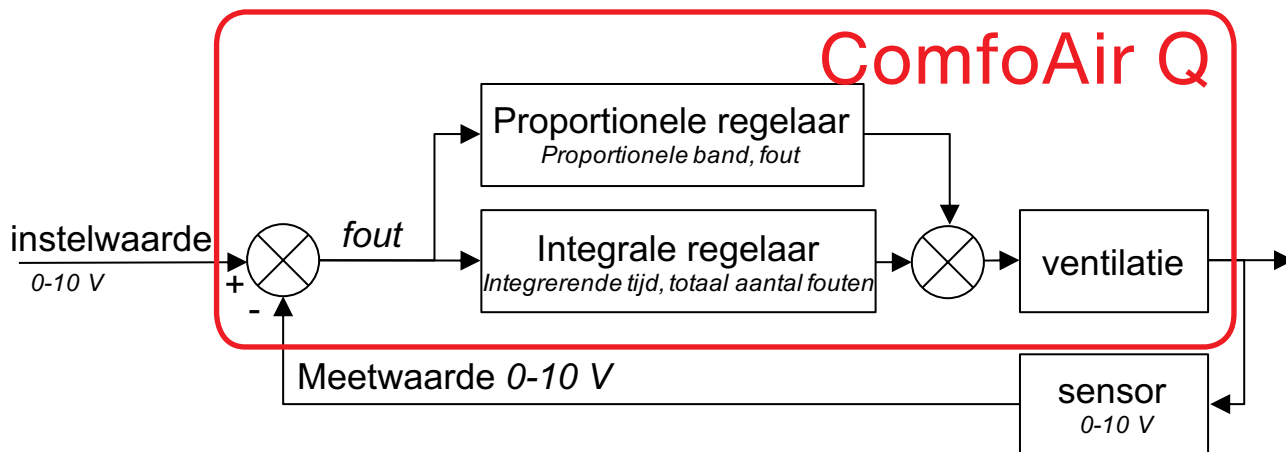 ComfoAir Q
Proportionele regelaar
Proportionele band, fout
instelwaarde
0-10 V
+
-
fout
Integrale regelaar
Integrerende tijd, totaal aantal fouten
ventilatie
Meetwaarde 0-10 V
sensor
0-10 V